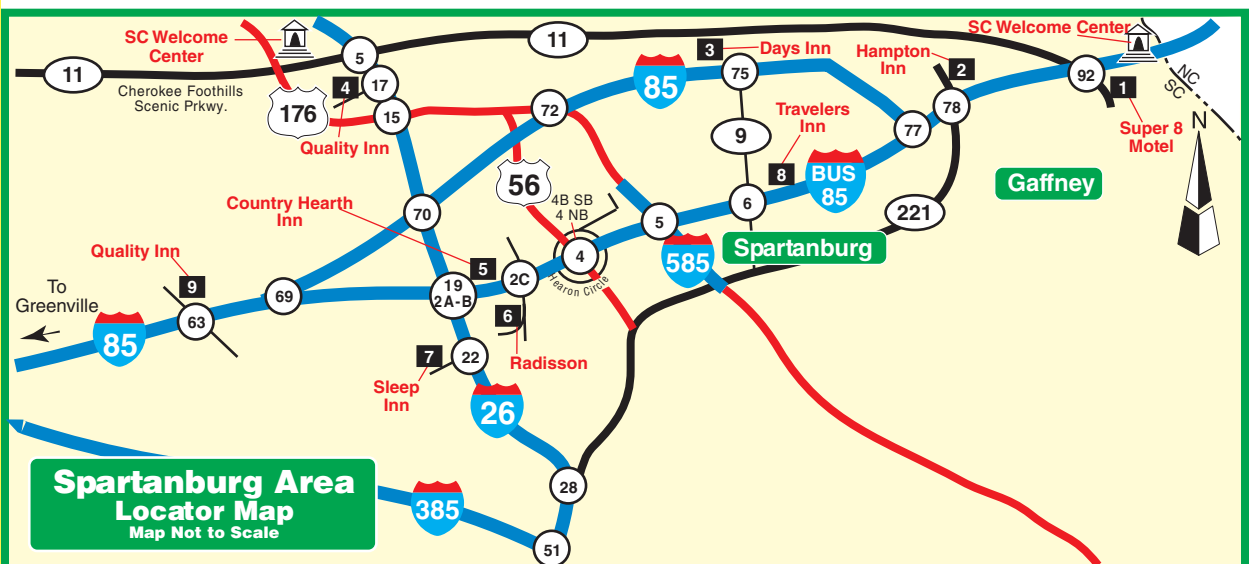 SC Welcome
Center
11
Cherokee Foothills
Scenic Prkwy.
176
5
4
17
15
Quality Inn
11
3
Days Inn
75
85
72
9
Travelers
Inn
8
BUS
85
6
SC Welcome Center
Hampton
Inn
2
78
77
92
1
Super 8
Motel
NC
SC
N
Gaffney
221
56
4B SB
4 NB
4
Hearon Circle
5
585
Spartanburg
Country Hearth
Inn
70
5
19
2A-B
2C
6
Radisson
Quality Inn
9
63
69
To
Greenville
85
7
22
Sleep
Inn
26
28
51
385
Spartanburg Area
Locator Map
Map Not to Scale